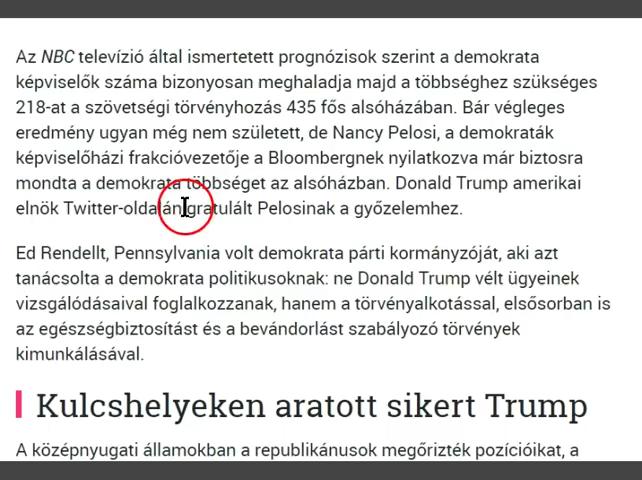 Az NBC televízió által ismertetett prognózisok szerint a demokrata
képviselők száma bizonyosan meghaladja majd a többséghez szükséges
218-at a szövetségi törvényhozás 435 fős alsóházában. Bár végleges
eredmény ugyan még nem született, de Nancy Pelosi, a demokraták
képviselőházi frakcióvezetője a Bloombergnek nyilatkozva már biztosra
mondta a demokrata többséget az alsóházban. Donald Trump amerikai
elnök Twitter-oldalán gratulált Pelosinak a győzelemhez.
Ed Rendellt, Pennsylvania volt demokrata párti kormányzóját, aki azt
tanácsolta a demokrata politikusoknak: ne Donald Trump vélt ügyeinek
vizsgálódásaival foglalkozzanak, hanem a törvényalkotással, elsősorban is
az egészségbiztosítást és a bevándorlást szabályozó törvények
kimunkálásával.
Kulcshelyeken aratott sikert Trump
A középnyugati államokban a republikánusok megőrizték pozícióikat, a